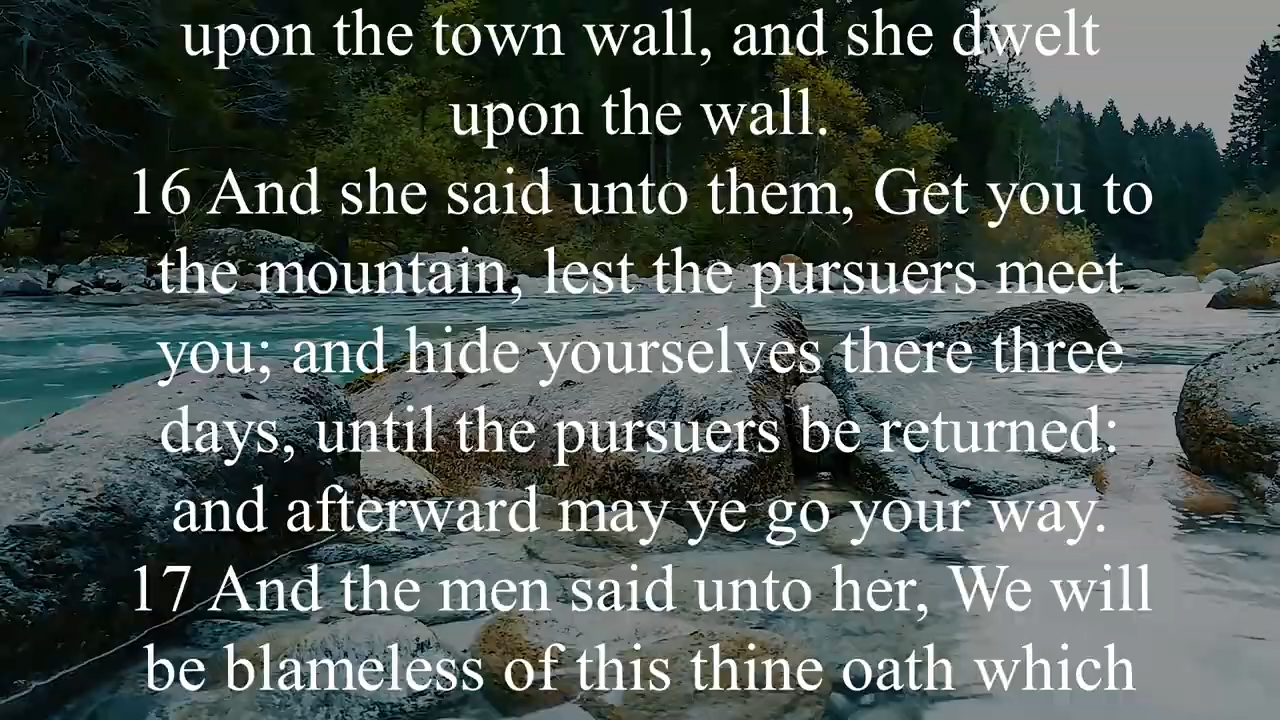 upon the town wall, and she dwelt
upon the wall.
16 And she said unto them, Get you to
the mountain, lest the pursuers meet
you; and hide yourselves there three
days, until the pursuers be returned:
and afterward may ye go your way.
17 And the men said unto her, We will
be blameless of this thine oath which